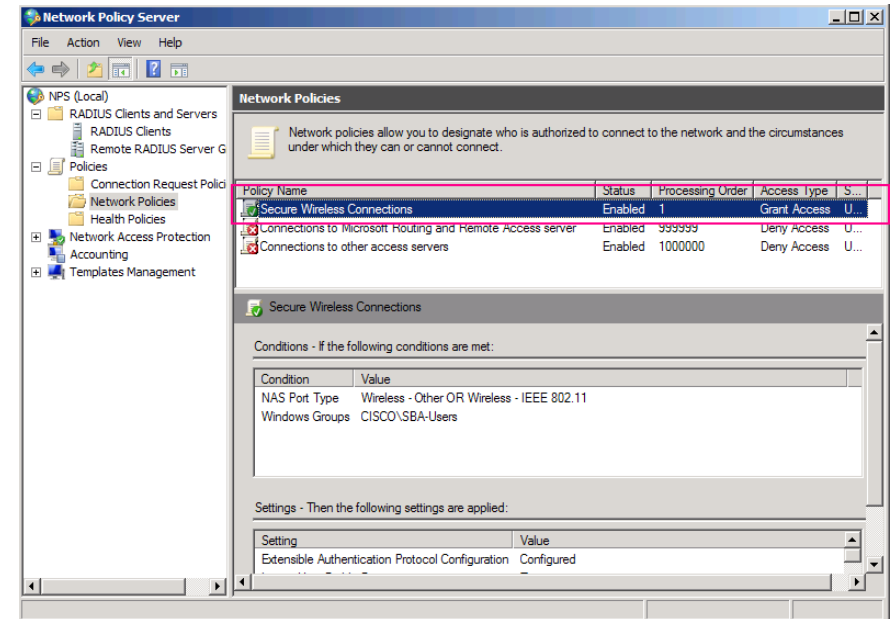 Network Policy Server
File Action View Help
NPS (Local)
RADIUS Clients and Servers
RADIUS Clients
Remote RADIUS Server G
Policies
Connection Request Polici
Network Policies
Health Policies
Network Access Protection
Accounting
Templates Management
Network Policies
Network policies allow you to designate who is authorized to connect to the network and the circumstances
under which they can or cannot connect.
Policy Name Status Processing Order Access Type S...
Secure Wireless Connections Enabled 1 Grant Access U...
Connections to Microsoft Routing and Remote Access server Enabled 999999 Deny Access U...
Connections to other access servers Enabled 1000000 Deny Access U...
Secure Wireless Connections
Conditions - If the following conditions are met:
Condition Value
NAS Port Type Wireless - Other OR Wireless - IEEE 802.11
Windows Groups CISCO\SBA-Users
Settings - Then the following settings are applied:
Setting Value
Extensible Authentication Protocol Configuration Configured